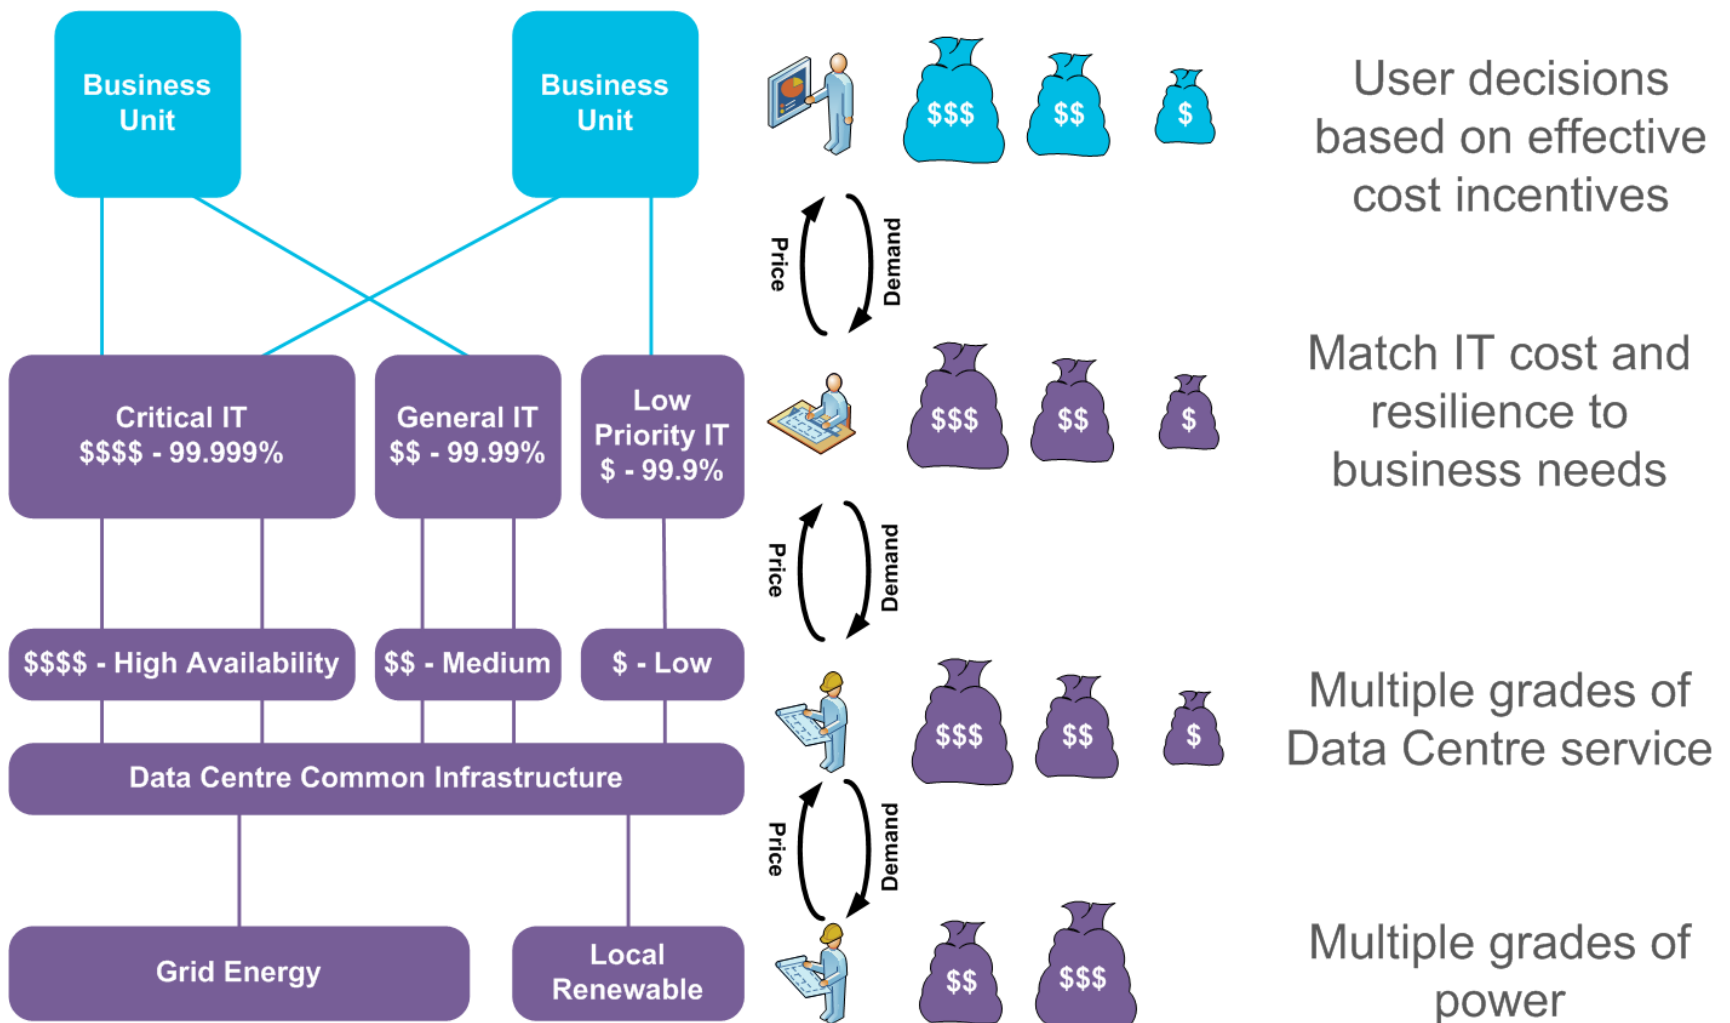 Business
Unit
Business
Unit
$$$
$$
$
User decisions
based on effective
cost incentives
Price
Demand
Critical IT
$$$$ - 99.999%
General IT
$$ - 99.99%
Low
Priority IT
$ - 99.9%
$$$
$$
$
Match IT cost and
resilience to
business needs
Price
Demand
$$$$ - High Availability
$$ - Medium
$ - Low
$$$
$$
$
Multiple grades of
Data Centre service
Data Centre Common Infrastructure
Price
Demand
Grid Energy
Local
Renewable
$$
$$$
Multiple grades of
power